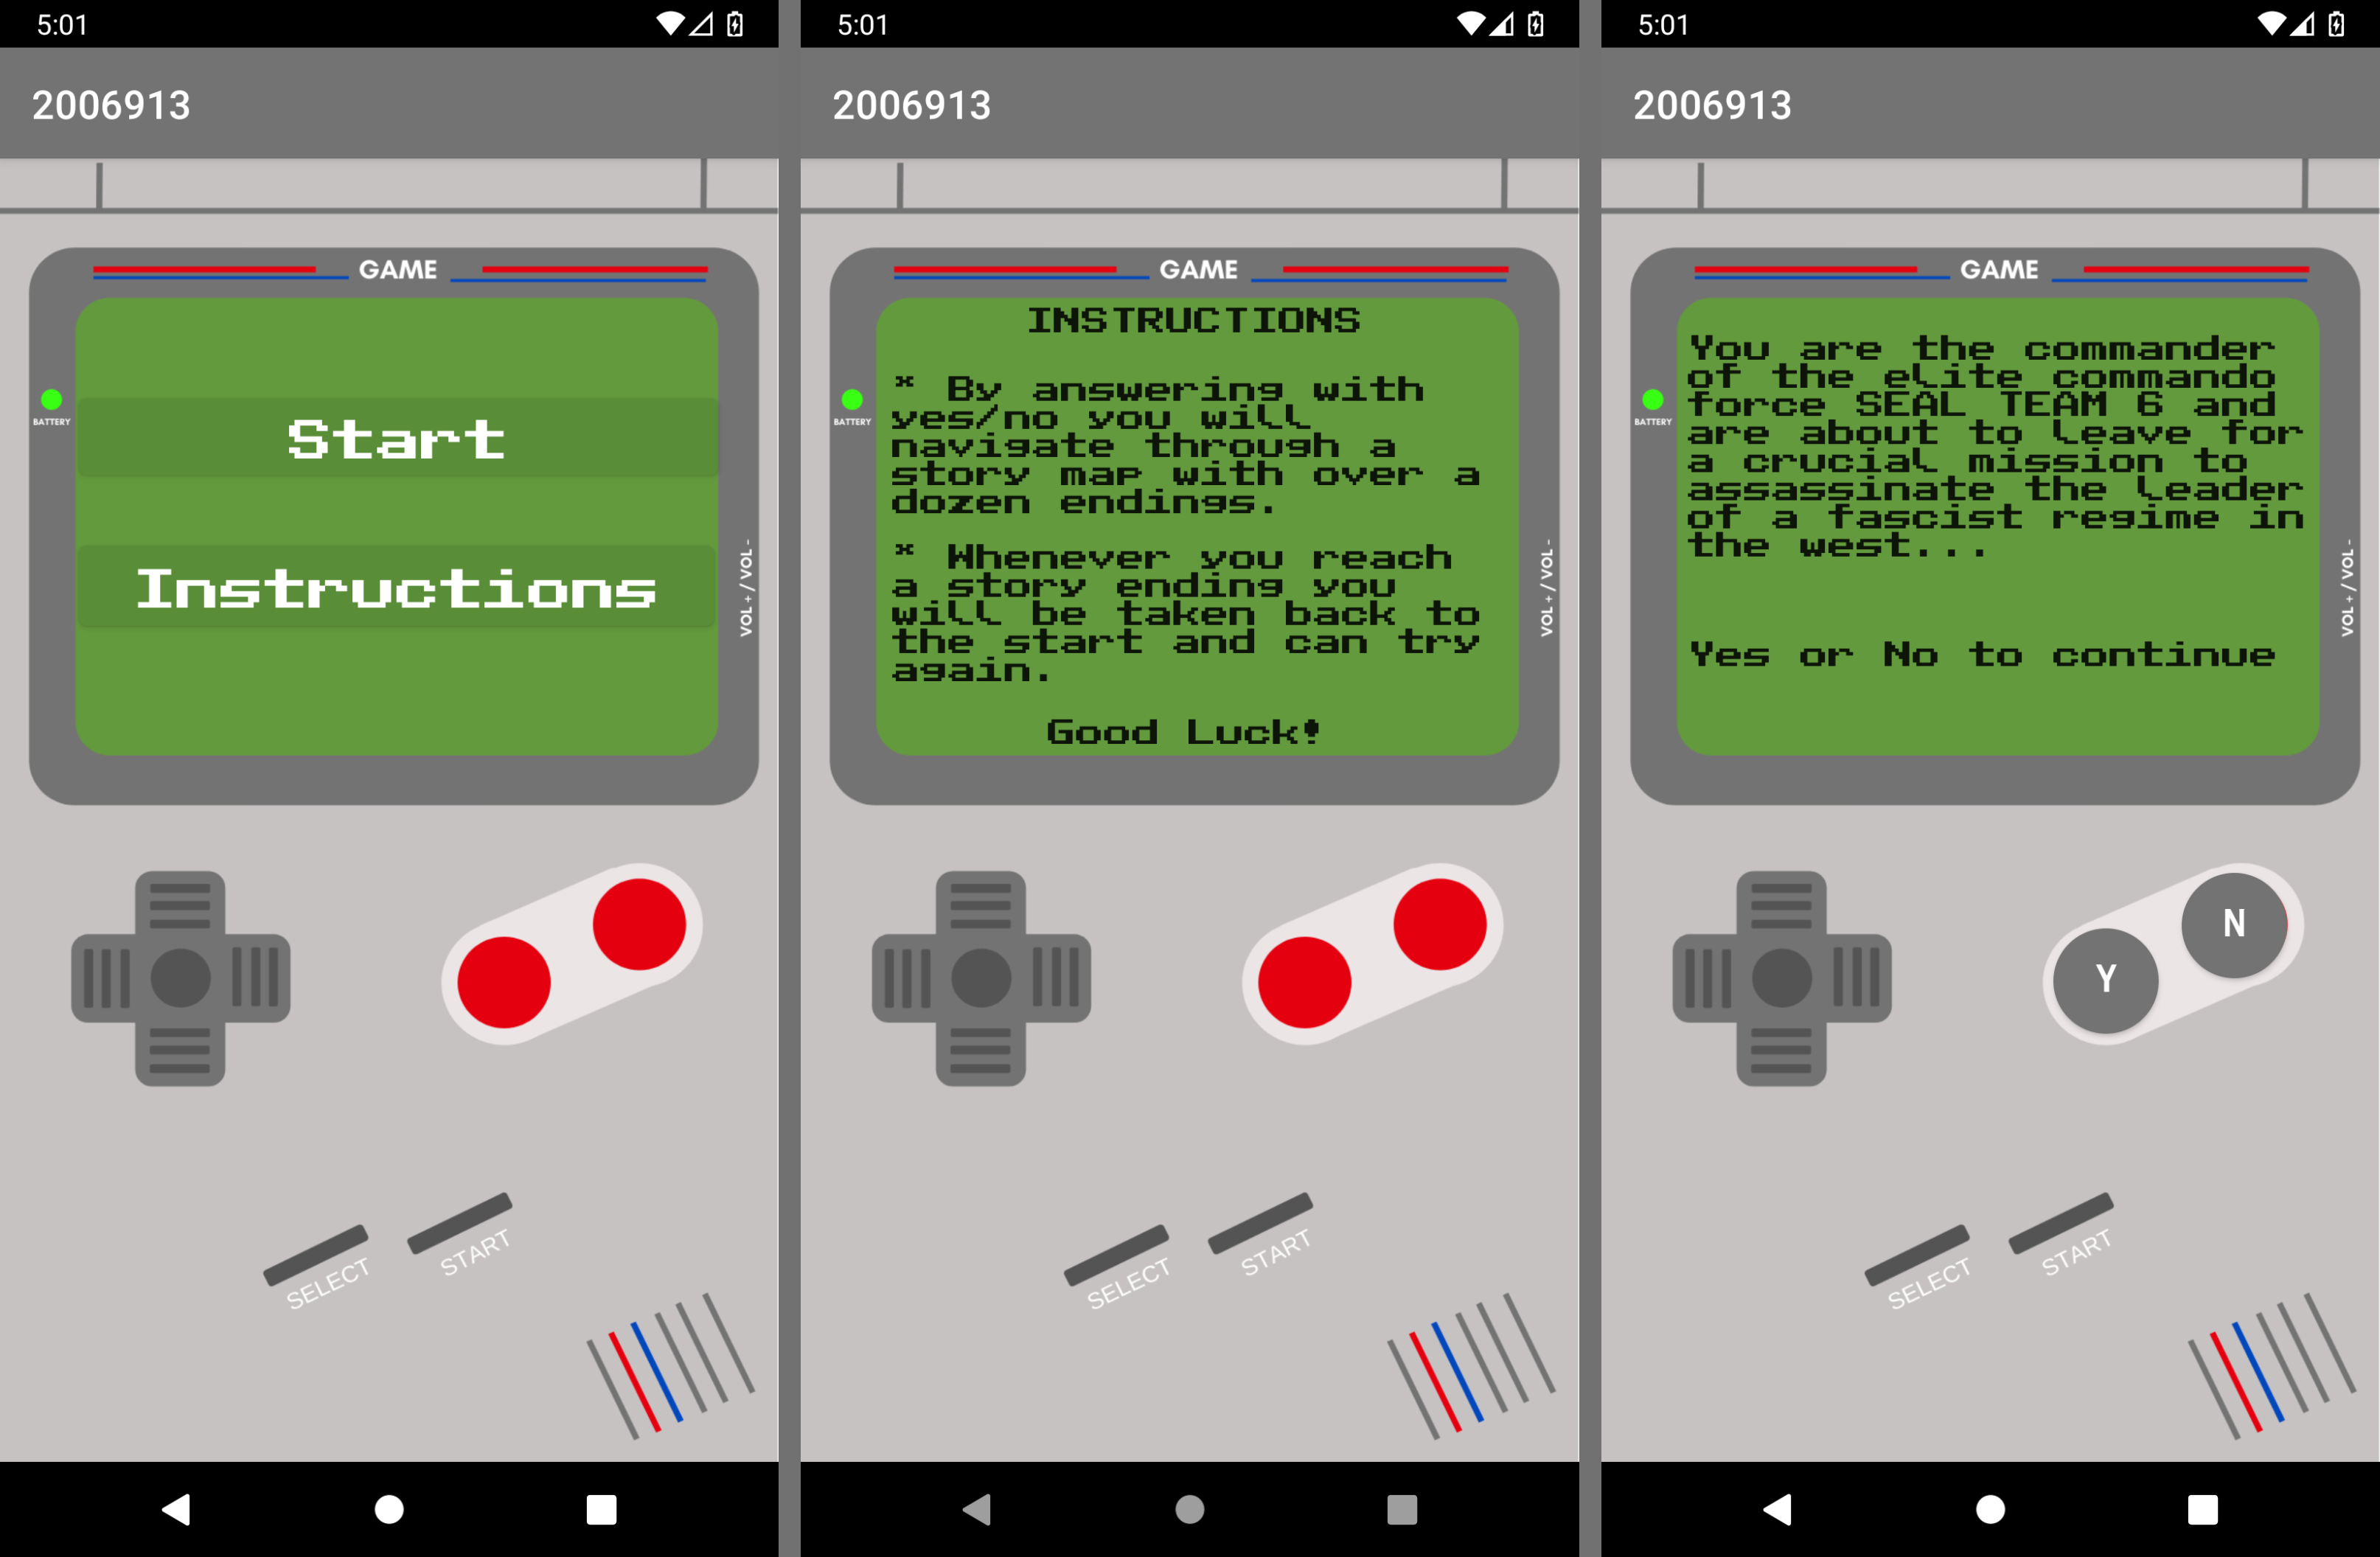 5:01
2006913
GAME
BATTERY
Start
Instructions
VOL + / VOL -
SELECT
START
5:01
2006913
GAME
INSTRUCTIONS
BATTERY
* By answering with
yes/no you will
navigate through a
story map with over a
dozen endings.
* Whenever you reach
a story ending you
will be taken back to
the start and can try
again.
Good Luck!
VOL + / VOL -
SELECT
START
5:01
2006913
GAME
BATTERY
You are the commander
of the elite commando
force SEAL TEAM 6 and
are about to leave for
a crucial mission to
assassinate the leader
of a fascist regime in
the west...
Yes or No to continue
VOL + / VOL -
N
Y
SELECT
START